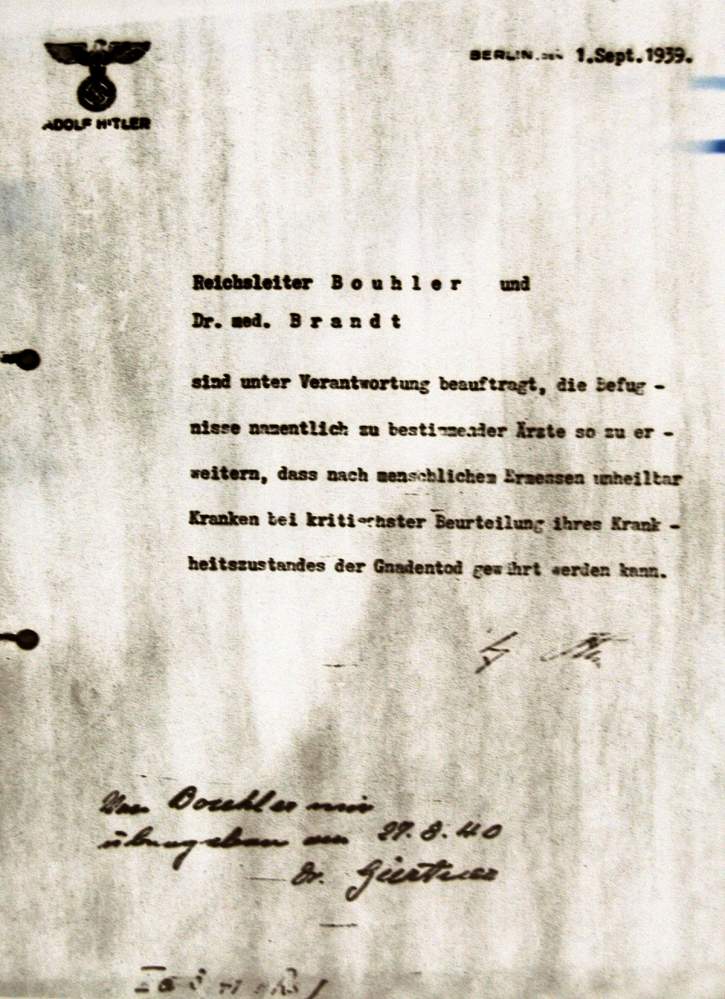 BERLIN, den 1.Sept.1939.
ADOLF HITLER
Reichsleiter B o u h l e r und
Dr. med. B r a n d t
sind unter Verantwortung beauftragt, die Befug -
nisse namentlich zu bestimmender Ärzte so zu er -
weitern, dass nach menschlichem Ermessen unheilbar
Kranken bei kritischster Beurteilung ihres Krank -
heitszustandes der Gnadentod gewährt werden kann.
Von Bouhler mir
übergeben am 27.8.40
Dr. Gürtner